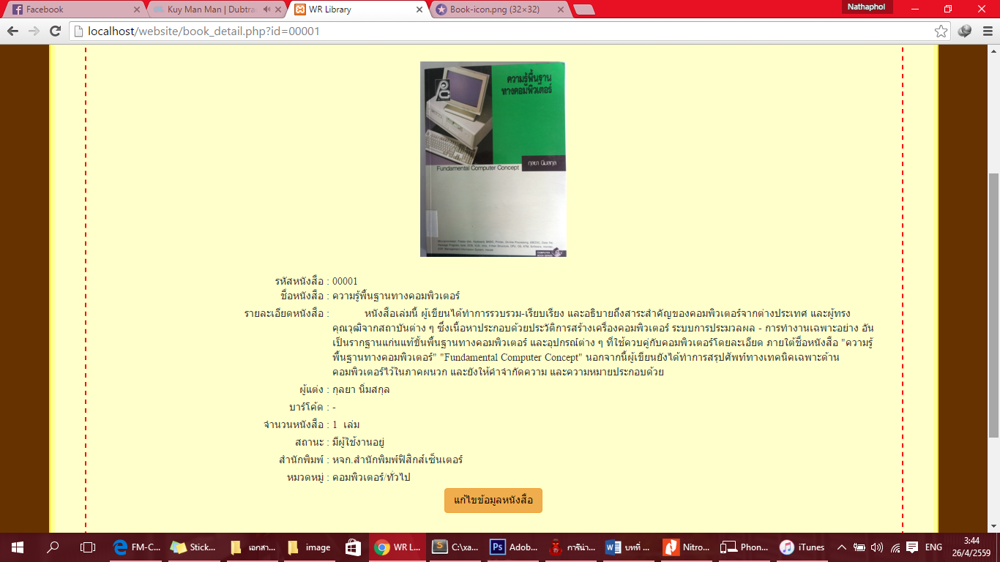 Facebook
Kuy Man Man | Dubtra
WR Library
Book-icon.png (32×32)
Nathaphol
localhost/website/book_detail.php?id=00001
ความรู้พื้นฐาน
ทางคอมพิวเตอร์
กุลยา นิ่มสกุล
Fundamental Computer Concept
รหัสหนังสือ : 00001
ชื่อหนังสือ : ความรู้พื้นฐานทางคอมพิวเตอร์
รายละเอียดหนังสือ : หนังสือเล่มนี้ ผู้เขียนได้ทำการรวบรวม-เรียบเรียง และอธิบายถึงสาระสำคัญของคอมพิวเตอร์จากต่างประเทศ และผู้ทรง
คุณวุฒิจากสถาบันต่าง ๆ ซึ่งเนื้อหาประกอบด้วยประวัติการสร้างเครื่องคอมพิวเตอร์ ระบบการประมวลผล - การทำงานเฉพาะอย่าง อัน
เป็นรากฐานแก่นแท้ขั้นพื้นฐานทางคอมพิวเตอร์ และอุปกรณ์ต่าง ๆ ที่ใช้ควบคู่กับคอมพิวเตอร์โดยละเอียด ภายใต้ชื่อหนังสือ "ความรู้
พื้นฐานทางคอมพิวเตอร์" "Fundamental Computer Concept" นอกจากนี้ผู้เขียนยังได้ทำการสรุปศัพท์ทางเทคนิคเฉพาะด้าน
คอมพิวเตอร์ไว้ในภาคผนวก และยังให้คำจำกัดความ และความหมายประกอบด้วย
ผู้แต่ง : กุลยา นิ่มสกุล
บาร์โค้ด : -
จำนวนหนังสือ : 1 เล่ม
สถานะ : มีผู้ใช้งานอยู่
สำนักพิมพ์ : หจก.สำนักพิมพ์ฟิสิกส์เซ็นเตอร์
หมวดหมู่ : คอมพิวเตอร์/ทั่วไป
แก้ไขข้อมูลหนังสือ
FM-C...
Stick...
เอกสา...
image
WR L...
C:\xa...
Adob...
การีน่า...
บทที่ ...
Nitro...
Phon...
iTunes
ENG
3:44
26/4/2559